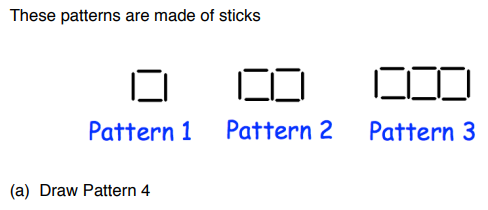 These patterns are made of sticks
Pattern 1 Pattern 2 Pattern 3
(a) Draw Pattern 4